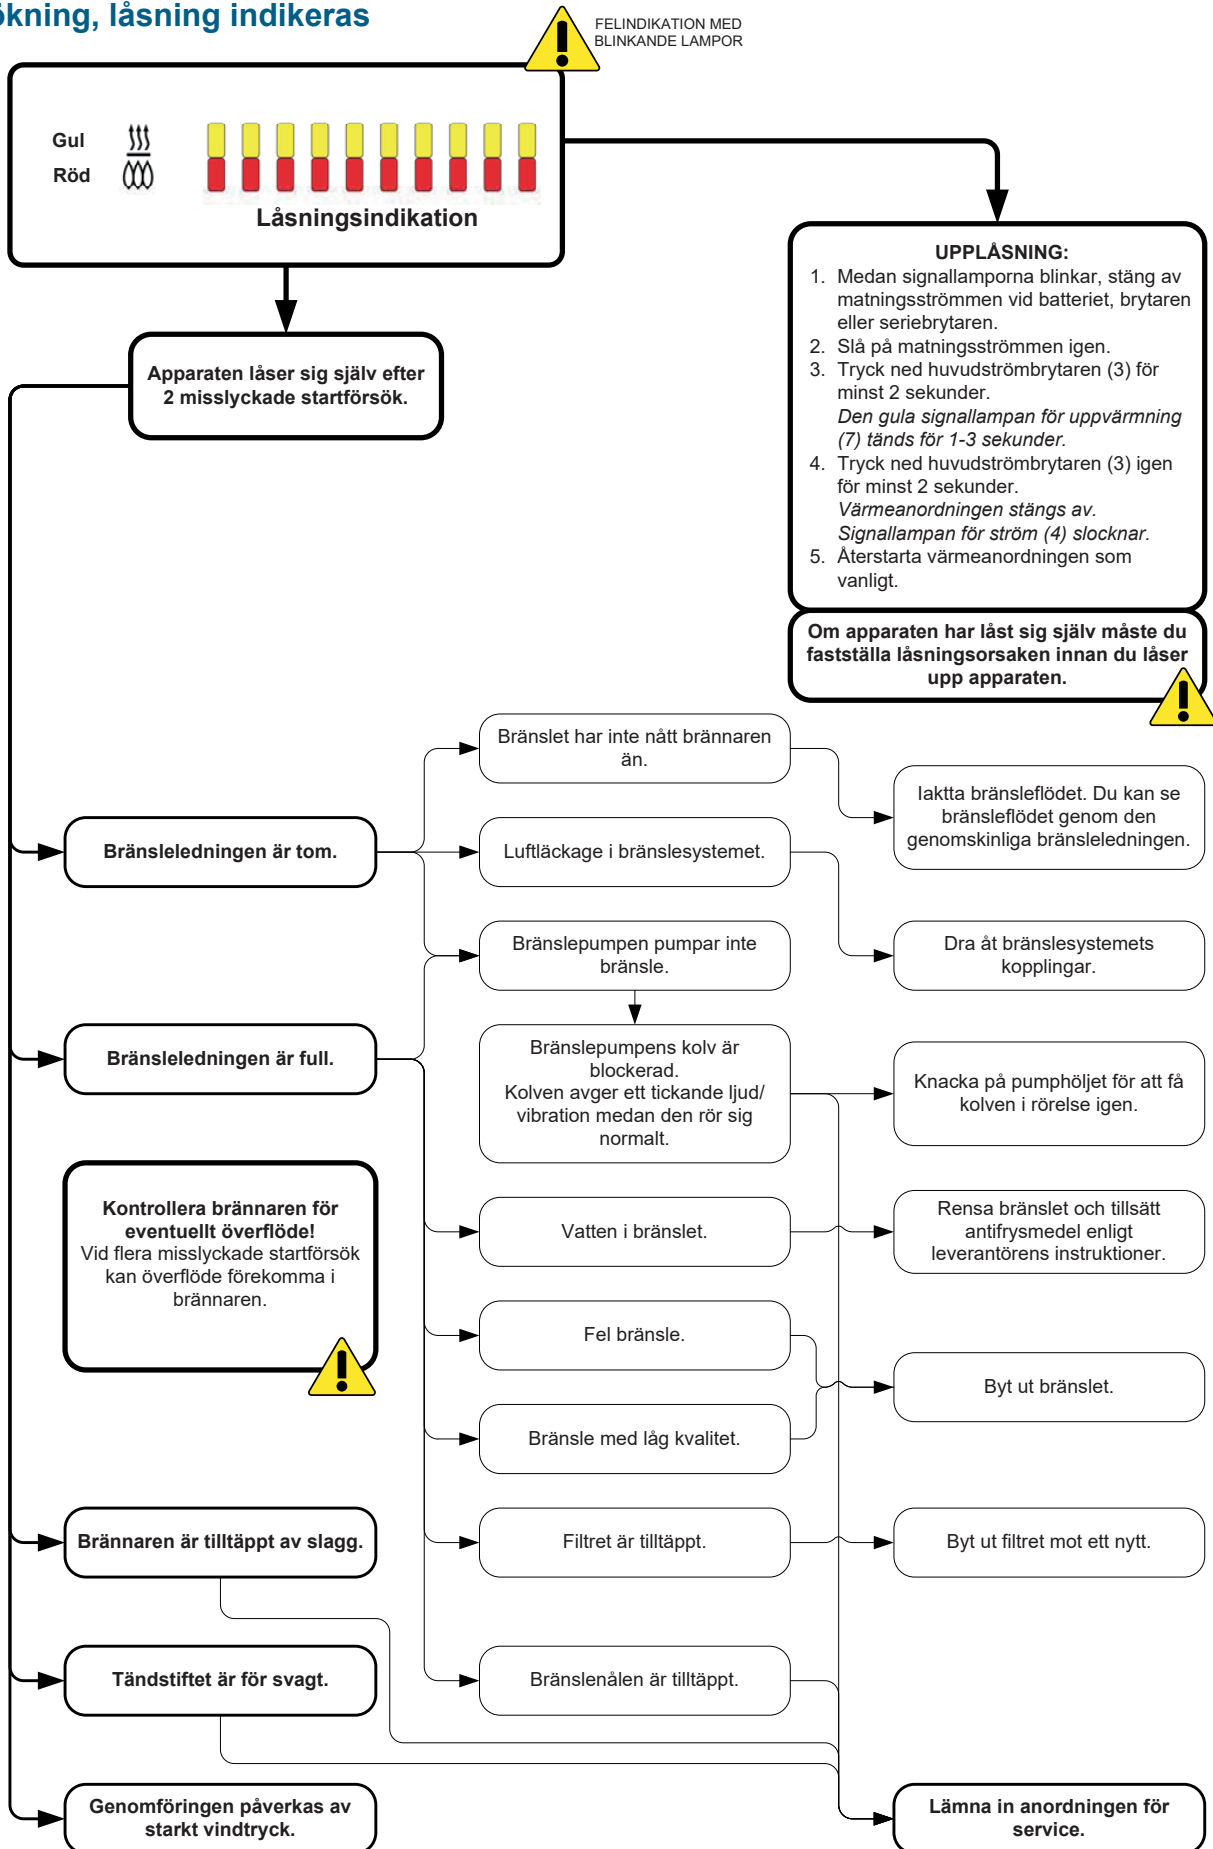 ökning, låsning indikeras
FELINDIKATION MED
BLINKANDE LAMPOR
Gul
Röd
Låsningsindikation
Apparaten låser sig själv efter
2 misslyckade startförsök.
UPPLÅSNING:
1. Medan signallamporna blinkar, stäng av
matningsströmmen vid batteriet, brytaren
eller seriebrytaren.
2. Slå på matningsströmmen igen.
3. Tryck ned huvudströmbrytaren (3) för
minst 2 sekunder.
Den gula signallampan för uppvärmning
(7) tänds för 1-3 sekunder.
4. Tryck ned huvudströmbrytaren (3) igen
för minst 2 sekunder.
Värmeanordningen stängs av.
Signallampan för ström (4) slocknar.
5. Återstarta värmeanordningen som
vanligt.
Om apparaten har låst sig själv måste du
fastställa låsningsorsaken innan du låser
upp apparaten.
Bränsleledningen är tom.
Bränslet har inte nått brännaren
än.
Iaktta bränsleflödet. Du kan se
bränsleflödet genom den
genomskinliga bränsleledningen.
Luftläckage i bränslesystemet.
Dra åt bränslesystemets
kopplingar.
Bränslepumpen pumpar inte
bränsle.
Bränsleledningen är full.
Bränslepumpens kolv är
blockerad.
Kolven avger ett tickande ljud/
vibration medan den rör sig
normalt.
Knacka på pumphöljet för att få
kolven i rörelse igen.
Kontrollera brännaren för
eventuellt överflöde!
Vid flera misslyckade startförsök
kan överflöde förekomma i
brännaren.
Vatten i bränslet.
Rensa bränslet och tillsätt
antifrysmedel enligt
leverantörens instruktioner.
Fel bränsle.
Bränsle med låg kvalitet.
Byt ut bränslet.
Brännaren är tilltäppt av slagg.
Filtret är tilltäppt.
Byt ut filtret mot ett nytt.
Tändstiftet är för svagt.
Bränslenålen är tilltäppt.
Genomföringen påverkas av
starkt vindtryck.
Lämna in anordningen för
service.